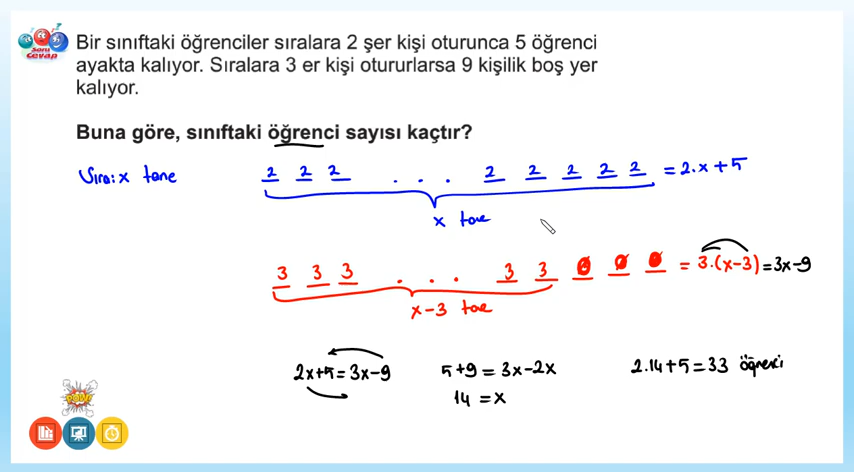 Soru
Cevap
Bir sınıftaki öğrenciler sıralara 2 şer kişi oturunca 5 öğrenci
ayakta kalıyor. Sıralara 3 er kişi otururlarsa 9 kişilik boş yer
kalıyor.
Buna göre, sınıftaki öğrenci sayısı kaçtır?
Sıra: x tane 2 2 2 . . . 2 2 2 2 2 = 2.x+5
x tane
3 3 3 . . . 3 3 0 0 0 = 3.(x-3) = 3x-9
x-3 tane
2x+5=3x-9 5+9 = 3x-2x 2.14+5=33 öğrenci
14 = x
POW!